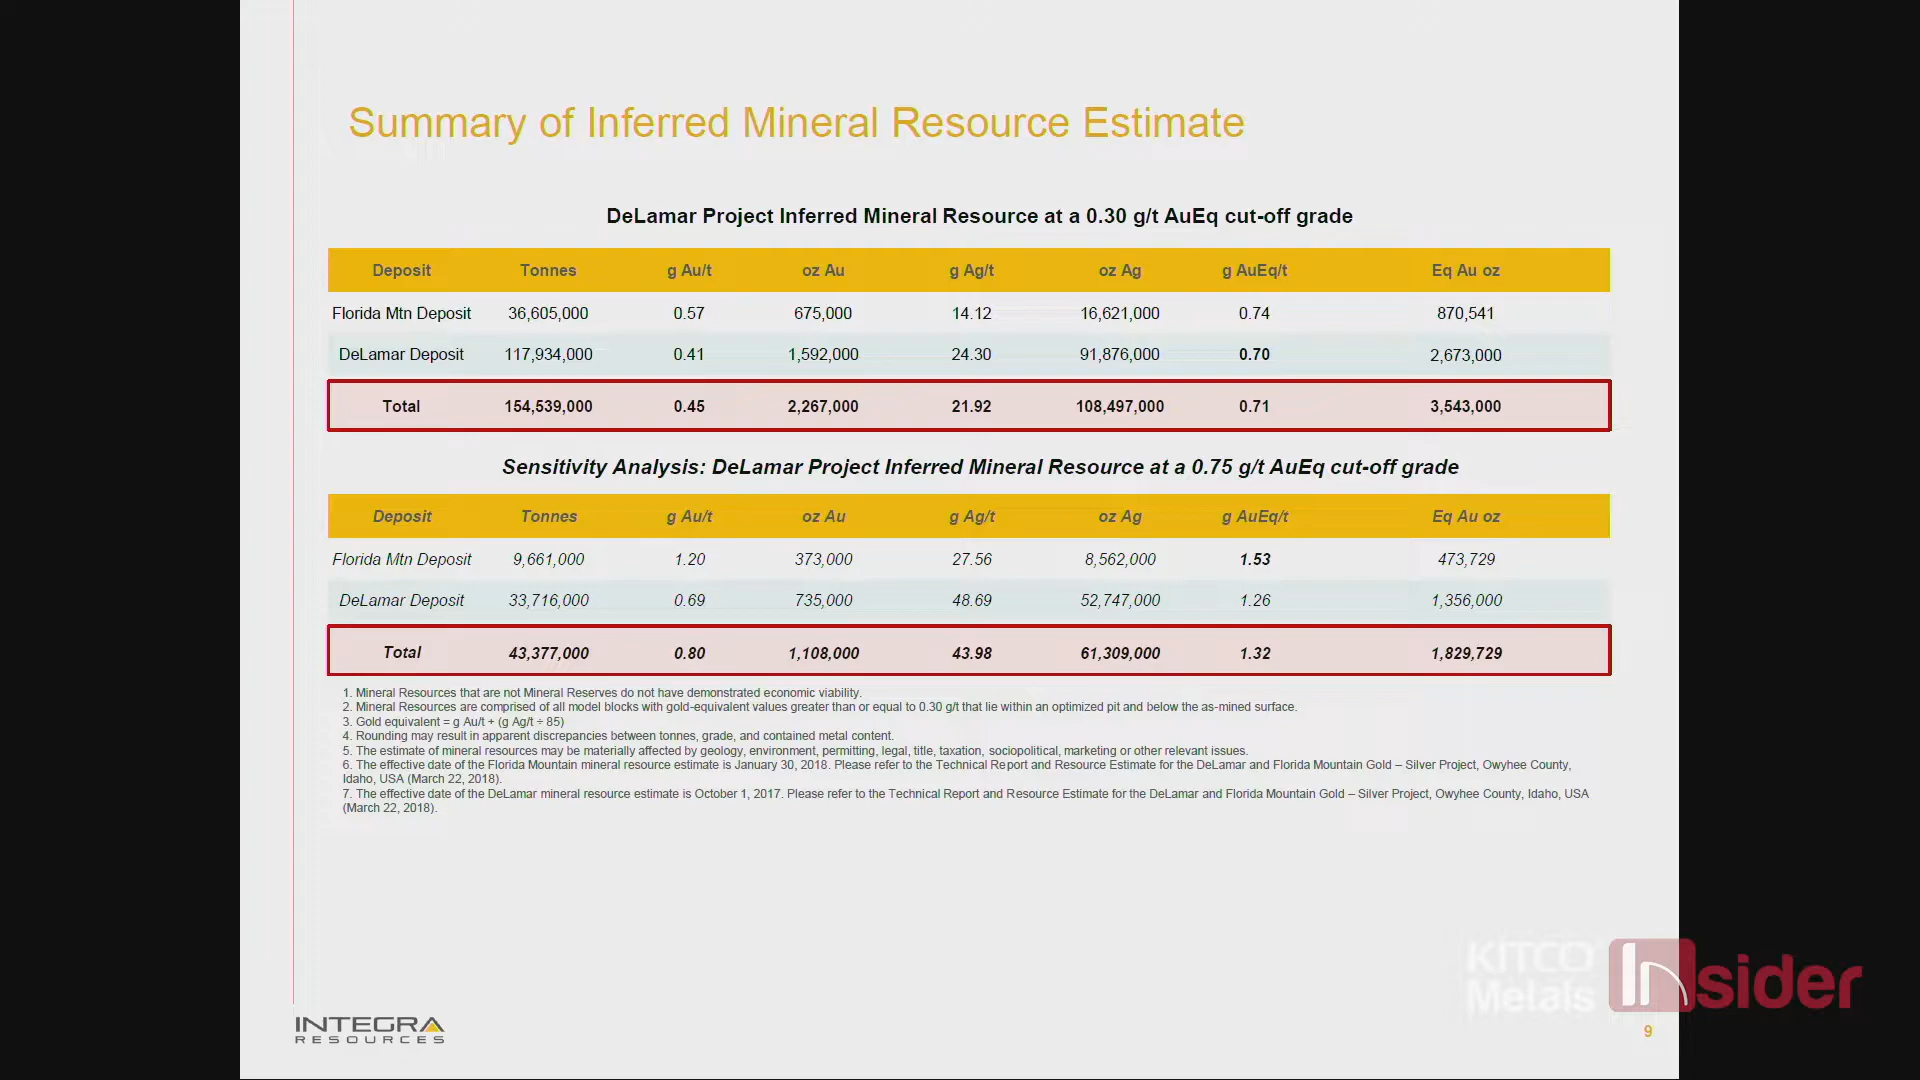 Summary of Inferred Mineral Resource Estimate
DeLamar Project Inferred Mineral Resource at a 0.30 g/t AuEq cut-off grade
Deposit Tonnes g Au/t oz Au g Ag/t oz Ag g AuEq/t Eq Au oz
Florida Mtn Deposit 36,605,000 0.57 675,000 14.12 16,621,000 0.74 870,541
DeLamar Deposit 117,934,000 0.41 1,592,000 24.30 91,876,000 0.70 2,673,000
Total 154,539,000 0.45 2,267,000 21.92 108,497,000 0.71 3,543,000
Sensitivity Analysis: DeLamar Project Inferred Mineral Resource at a 0.75 g/t AuEq cut-off grade
Deposit Tonnes g Au/t oz Au g Ag/t oz Ag g AuEq/t Eq Au oz
Florida Mtn Deposit 9,661,000 1.20 373,000 27.56 8,562,000 1.53 473,729
DeLamar Deposit 33,716,000 0.69 735,000 48.69 52,747,000 1.26 1,356,000
Total 43,377,000 0.80 1,108,000 43.98 61,309,000 1.32 1,829,729
1. Mineral Resources that are not Mineral Reserves do not have demonstrated economic viability.
2. Mineral Resources are comprised of all model blocks with gold-equivalent values greater than or equal to 0.30 g/t that lie within an optimized pit and below the as-mined surface.
3. Gold equivalent = g Au/t + (g Ag/t ÷ 85)
4. Rounding may result in apparent discrepancies between tonnes, grade, and contained metal content.
5. The estimate of mineral resources may be materially affected by geology, environment, permitting, legal, title, taxation, sociopolitical, marketing or other relevant issues.
6. The effective date of the Florida Mountain mineral resource estimate is January 30, 2018. Please refer to the Technical Report and Resource Estimate for the DeLamar and Florida Mountain Gold – Silver Project, Owyhee County,
Idaho, USA (March 22, 2018).
7. The effective date of the DeLamar mineral resource estimate is October 1, 2017. Please refer to the Technical Report and Resource Estimate for the DeLamar and Florida Mountain Gold – Silver Project, Owyhee County, Idaho, USA
(March 22, 2018).
KITCO
Metals
Insider
INTEGRA
RESOURCES
9